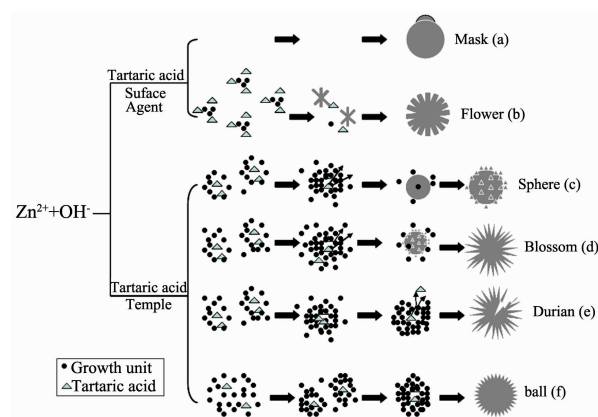 Mask (a)
Tartaric acid
Suface
Agent
Flower (b)
Sphere (c)
Zn²⁺+OH⁻
Blossom (d)
Tartaric acid
Temple
Durian (e)
Growth unit
Tartaric acid
ball (f)